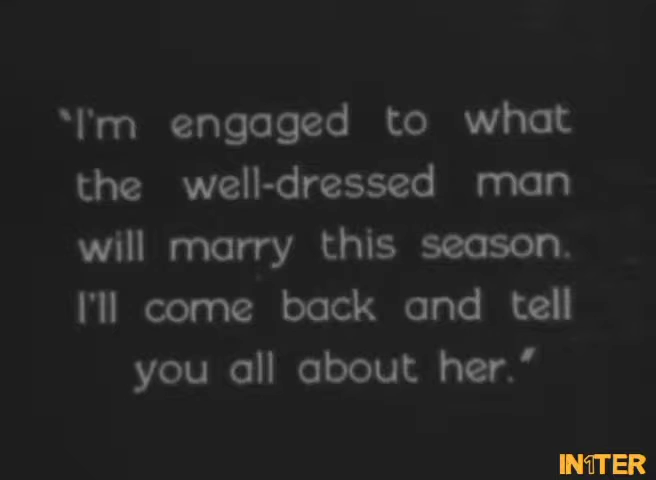 "I'm engaged to what
the well-dressed man
will marry this season.
I'll come back and tell
you all about her."
IN1TER